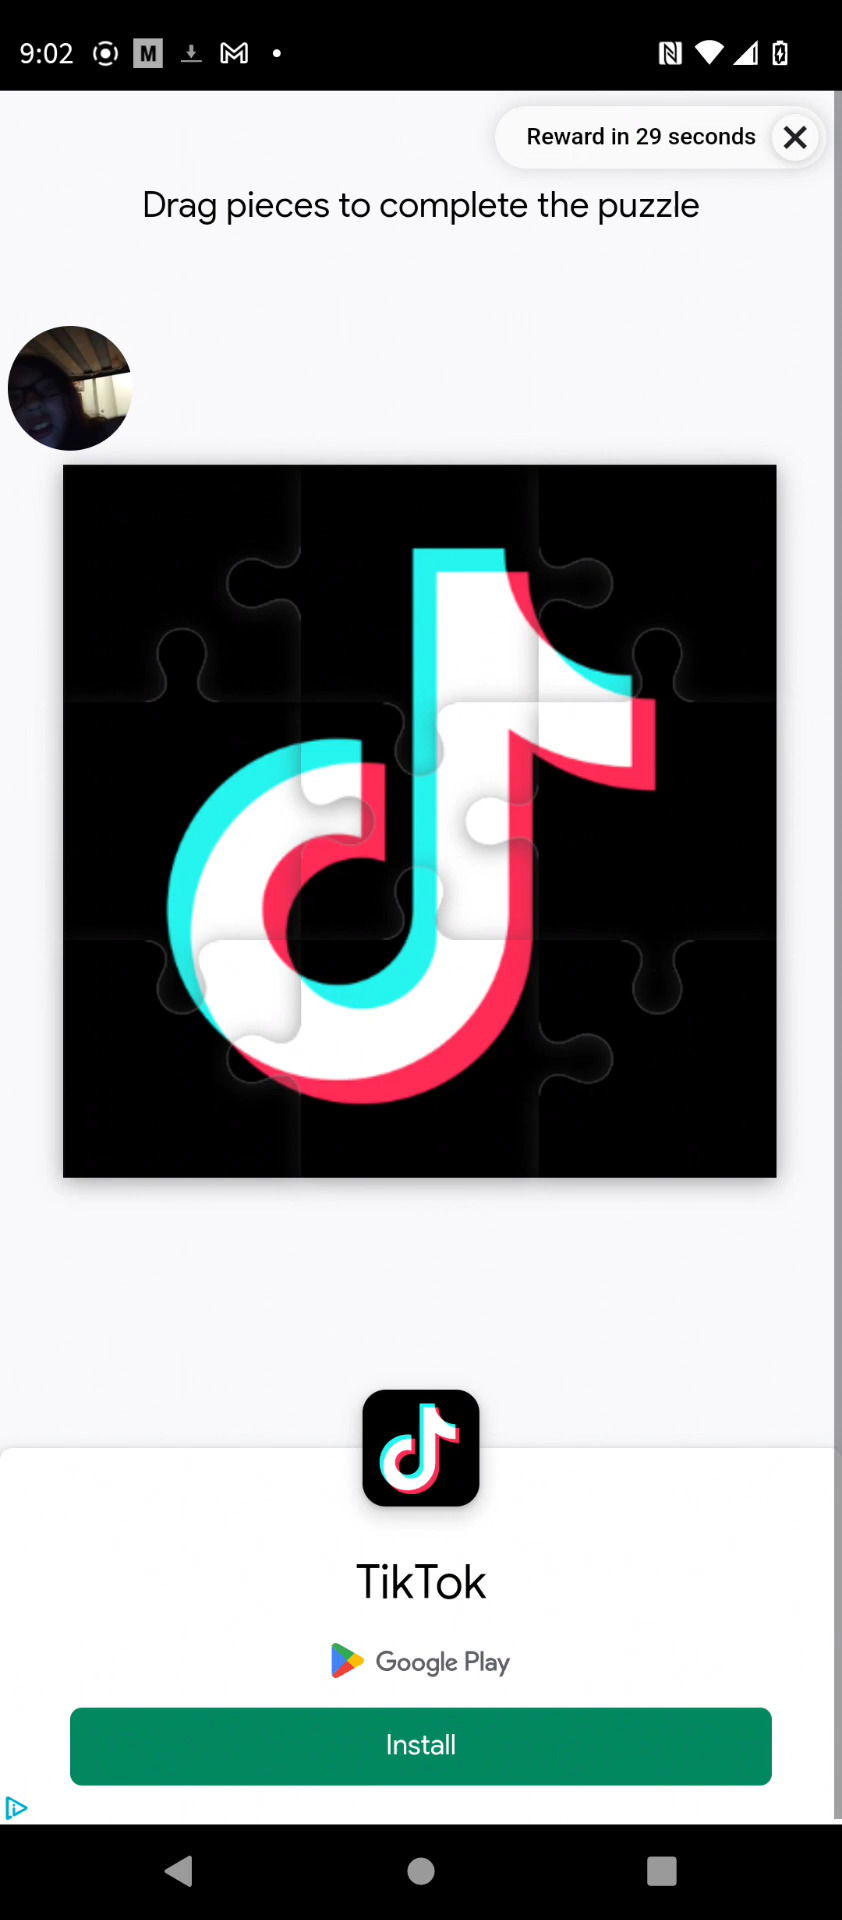 9:02 M
Reward in 29 seconds
Drag pieces to complete the puzzle
TikTok
Google Play
Install